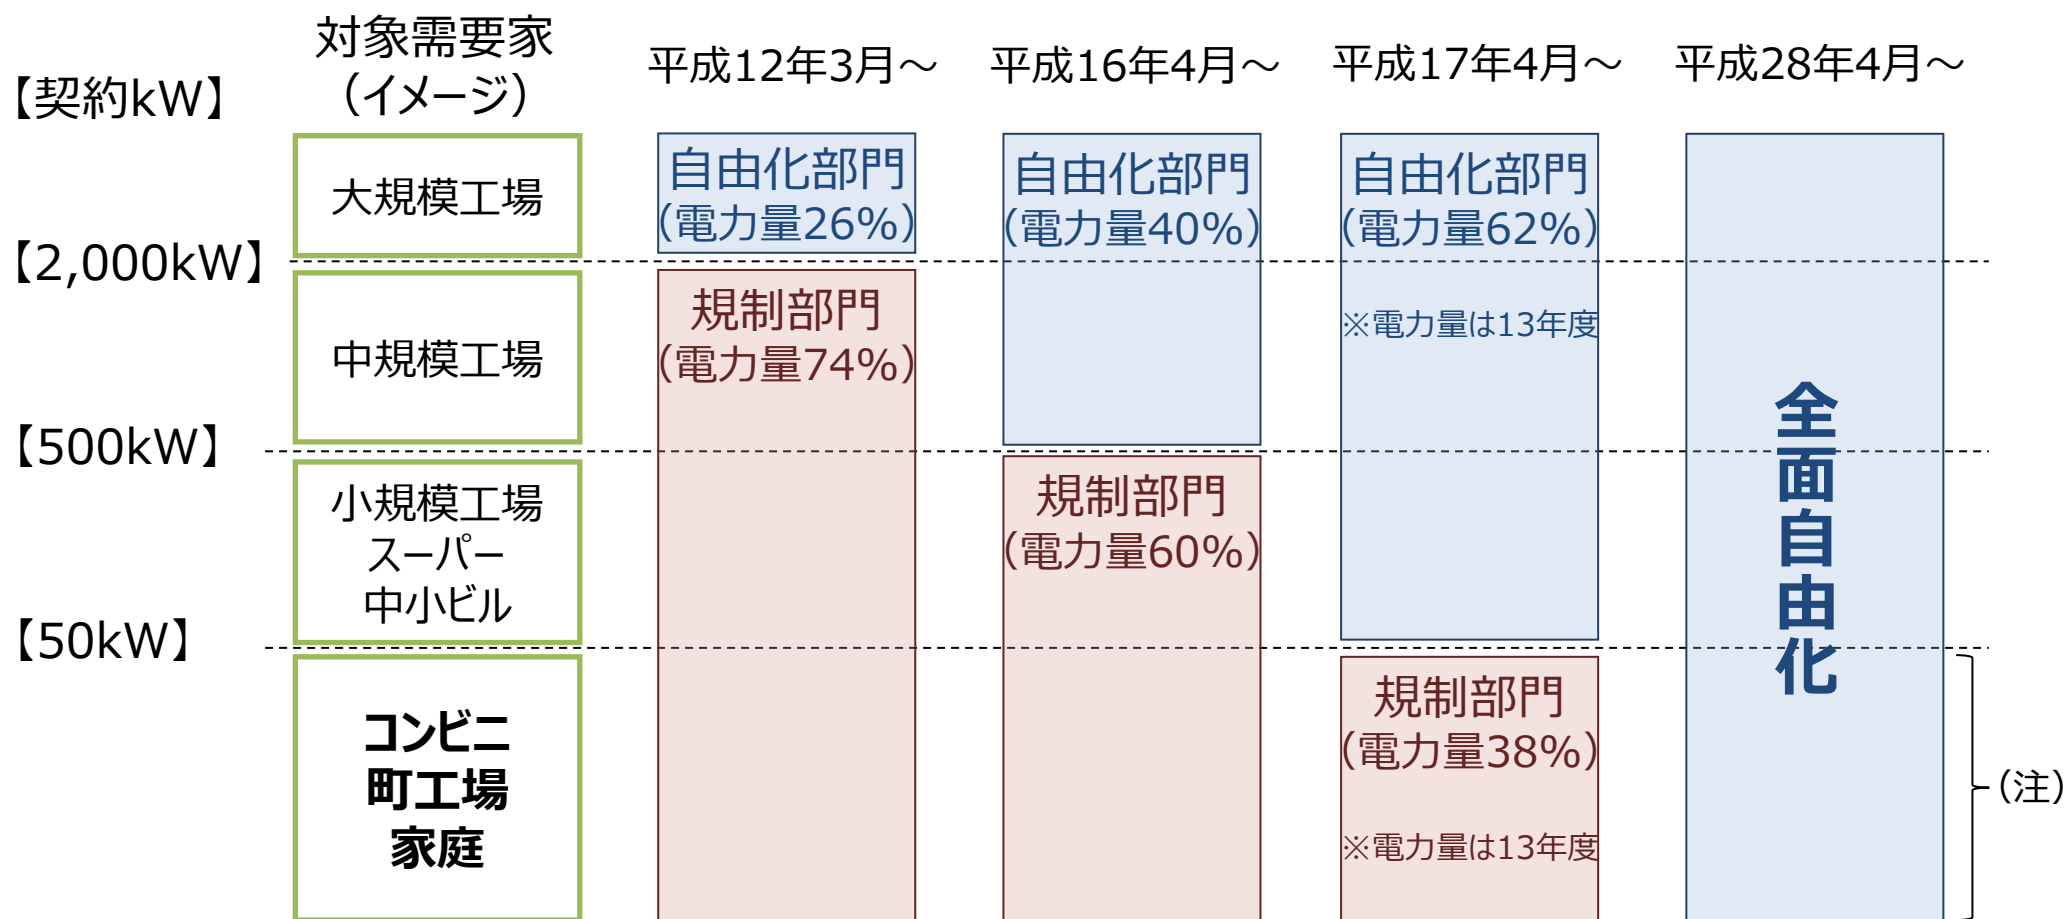 【契約kW】
対象需要家
（イメージ）
平成12年3月～
平成16年4月～
平成17年4月～
平成28年4月～
【2,000kW】
【500kW】
【50kW】
大規模工場
中規模工場
小規模工場
スーパー
中小ビル
コンビニ
町工場
家庭
自由化部門
（電力量26%）
規制部門
（電力量74%）
自由化部門
（電力量40%）
規制部門
（電力量60%）
自由化部門
（電力量62%）
※電力量は13年度
規制部門
（電力量38%）
※電力量は13年度
全面自由化
（注）